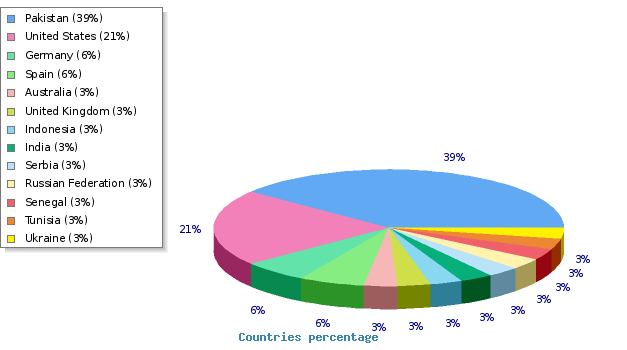 Pakistan (39%)
United States (21%)
Germany (6%)
Spain (6%)
Australia (3%)
United Kingdom (3%)
Indonesia (3%)
India (3%)
Serbia (3%)
Russian Federation (3%)
Senegal (3%)
Tunisia (3%)
Ukraine (3%)
39%
21%
6%
6%
3%
3%
3%
3%
3%
3%
3%
3%
3%
Countries percentage